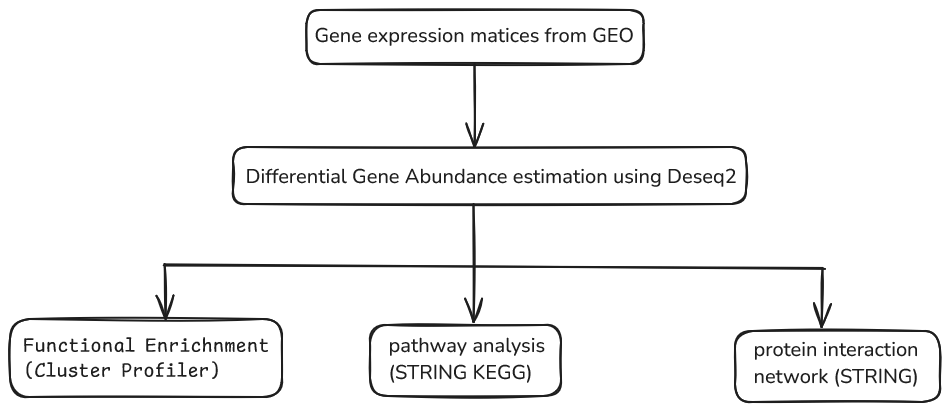 Gene expression matices from GEO
Differential Gene Abundance estimation using Deseq2
Functional Enrichnment
(Cluster Profiler)
pathway analysis
(STRING KEGG)
protein interaction
network (STRING)